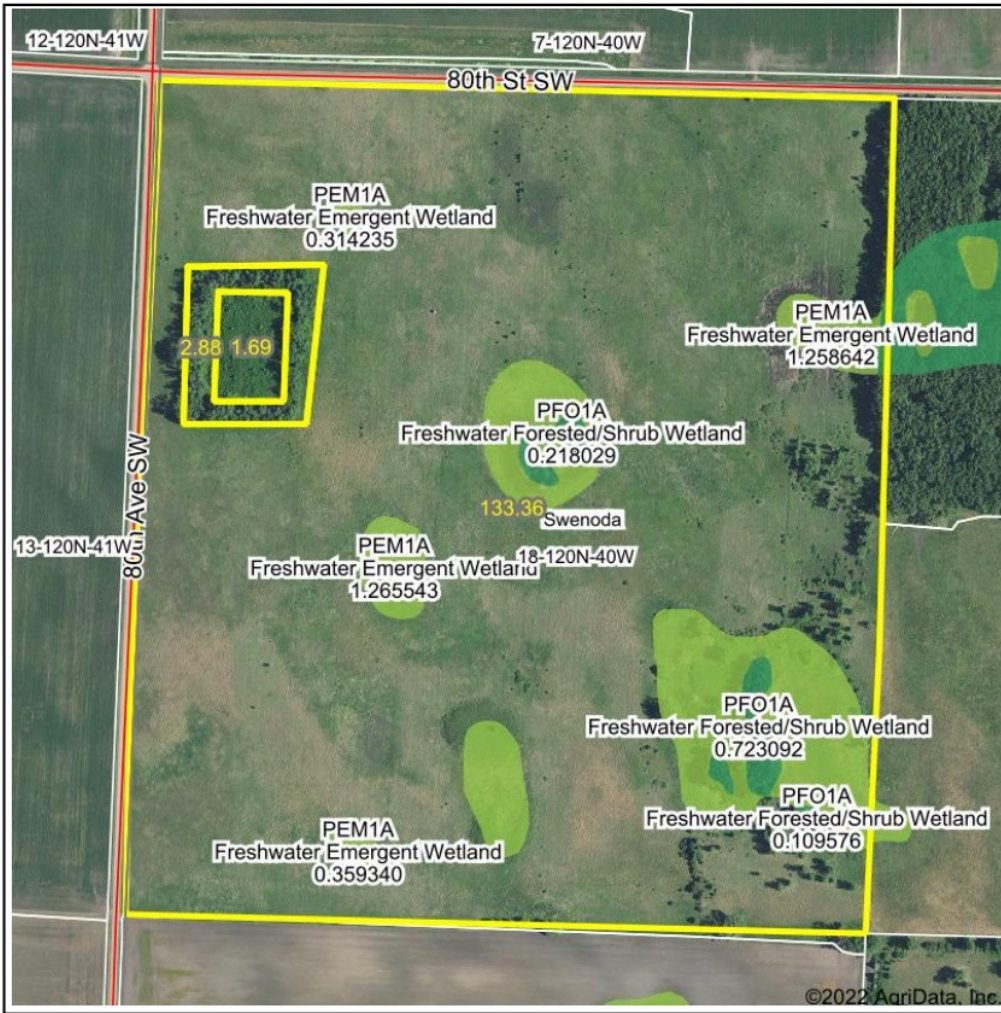 12-120N-41W
7-120N-40W
80th St SW
PEM1A
Freshwater Emergent Wetland
0.314235
PEM1A
Freshwater Emergent Wetland
1.258642
2.88
1.69
PFO1A
Freshwater Forested/Shrub Wetland
0.218029
80th Ave SW
133.36
Swenoda
13-120N-41W
18-120N-40W
PEM1A
Freshwater Emergent Wetland
1.265543
PFO1A
Freshwater Forested/Shrub Wetland
0.723092
PFO1A
Freshwater Forested/Shrub Wetland
0.109576
PEM1A
Freshwater Emergent Wetland
0.359340
©2022 AgriData, Inc.